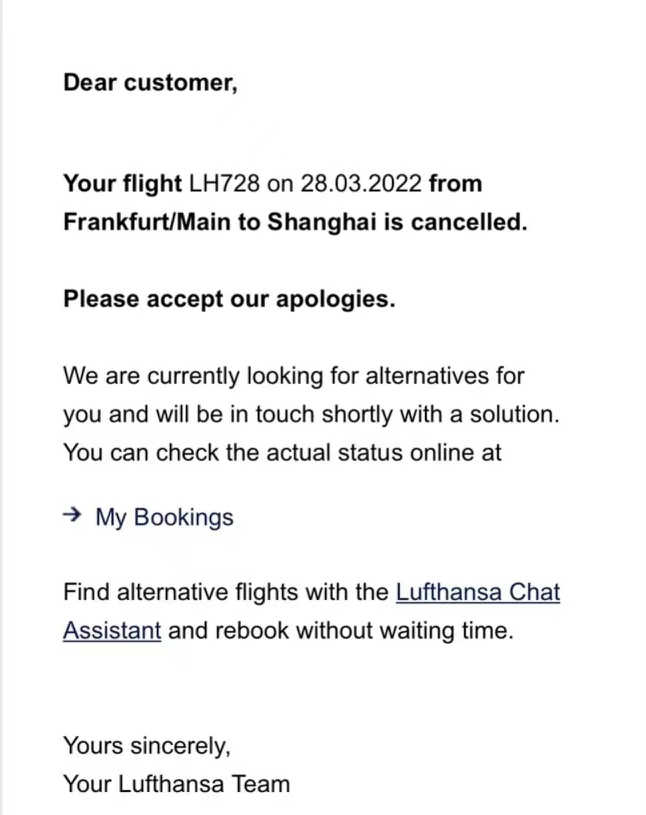 Dear customer,
Your flight LH728 on 28.03.2022 from
Frankfurt/Main to Shanghai is cancelled.
Please accept our apologies.
We are currently looking for alternatives for
you and will be in touch shortly with a solution.
You can check the actual status online at
→ My Bookings
Find alternative flights with the Lufthansa Chat
Assistant and rebook without waiting time.
Yours sincerely,
Your Lufthansa Team